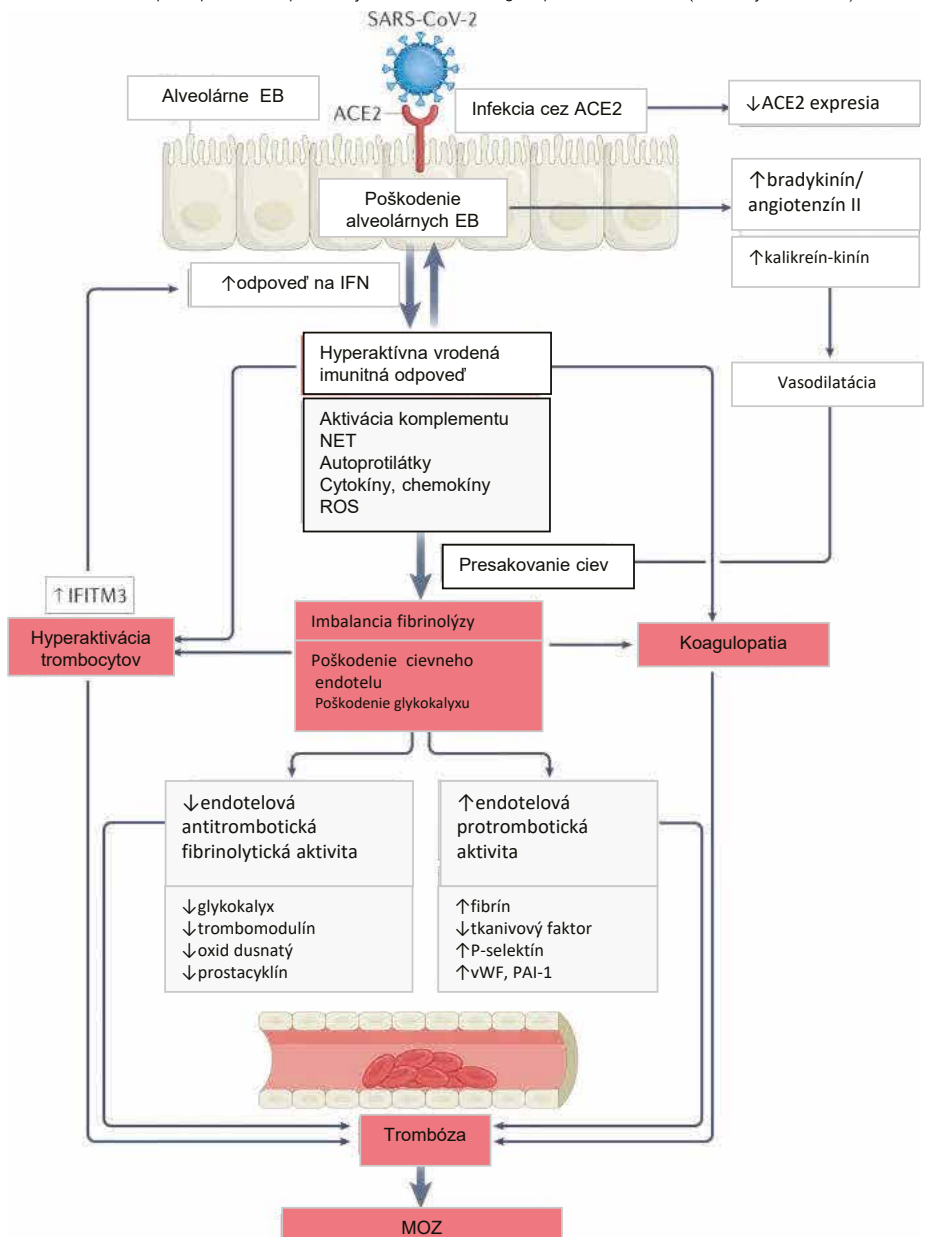 SARS-CoV-2
Alveolárne EB
ACE2
Infekcia cez ACE2
↓ACE2 expresia
Poškodenie
alveolárnych EB
↑bradykinín/
angiotenzín II
↑kalikreín-kinín
↑odpoveď na IFN
Hyperaktívna vrodená
imunitná odpoveď
Vasodilatácia
Aktivácia komplementu
NET
Autoprotilátky
Cytokíny, chemokíny
ROS
Presakovanie ciev
↑IFITM3
Hyperaktivácia
trombocytov
Imbalancia fibrinolýzy
Poškodenie cievneho
endotelu
Poškodenie glykokalyxu
Koagulopatia
↓endotelová
antitrombotická
fibrinolytická aktivita
↓glykokalyx
↓trombomodulín
↓oxid dusnatý
↓prostacyklín
↑endotelová
protrombotická
aktivita
↑fibrín
↓tkanivový faktor
↑P-selektín
↑vWF, PAI-1
Trombóza
MOZ